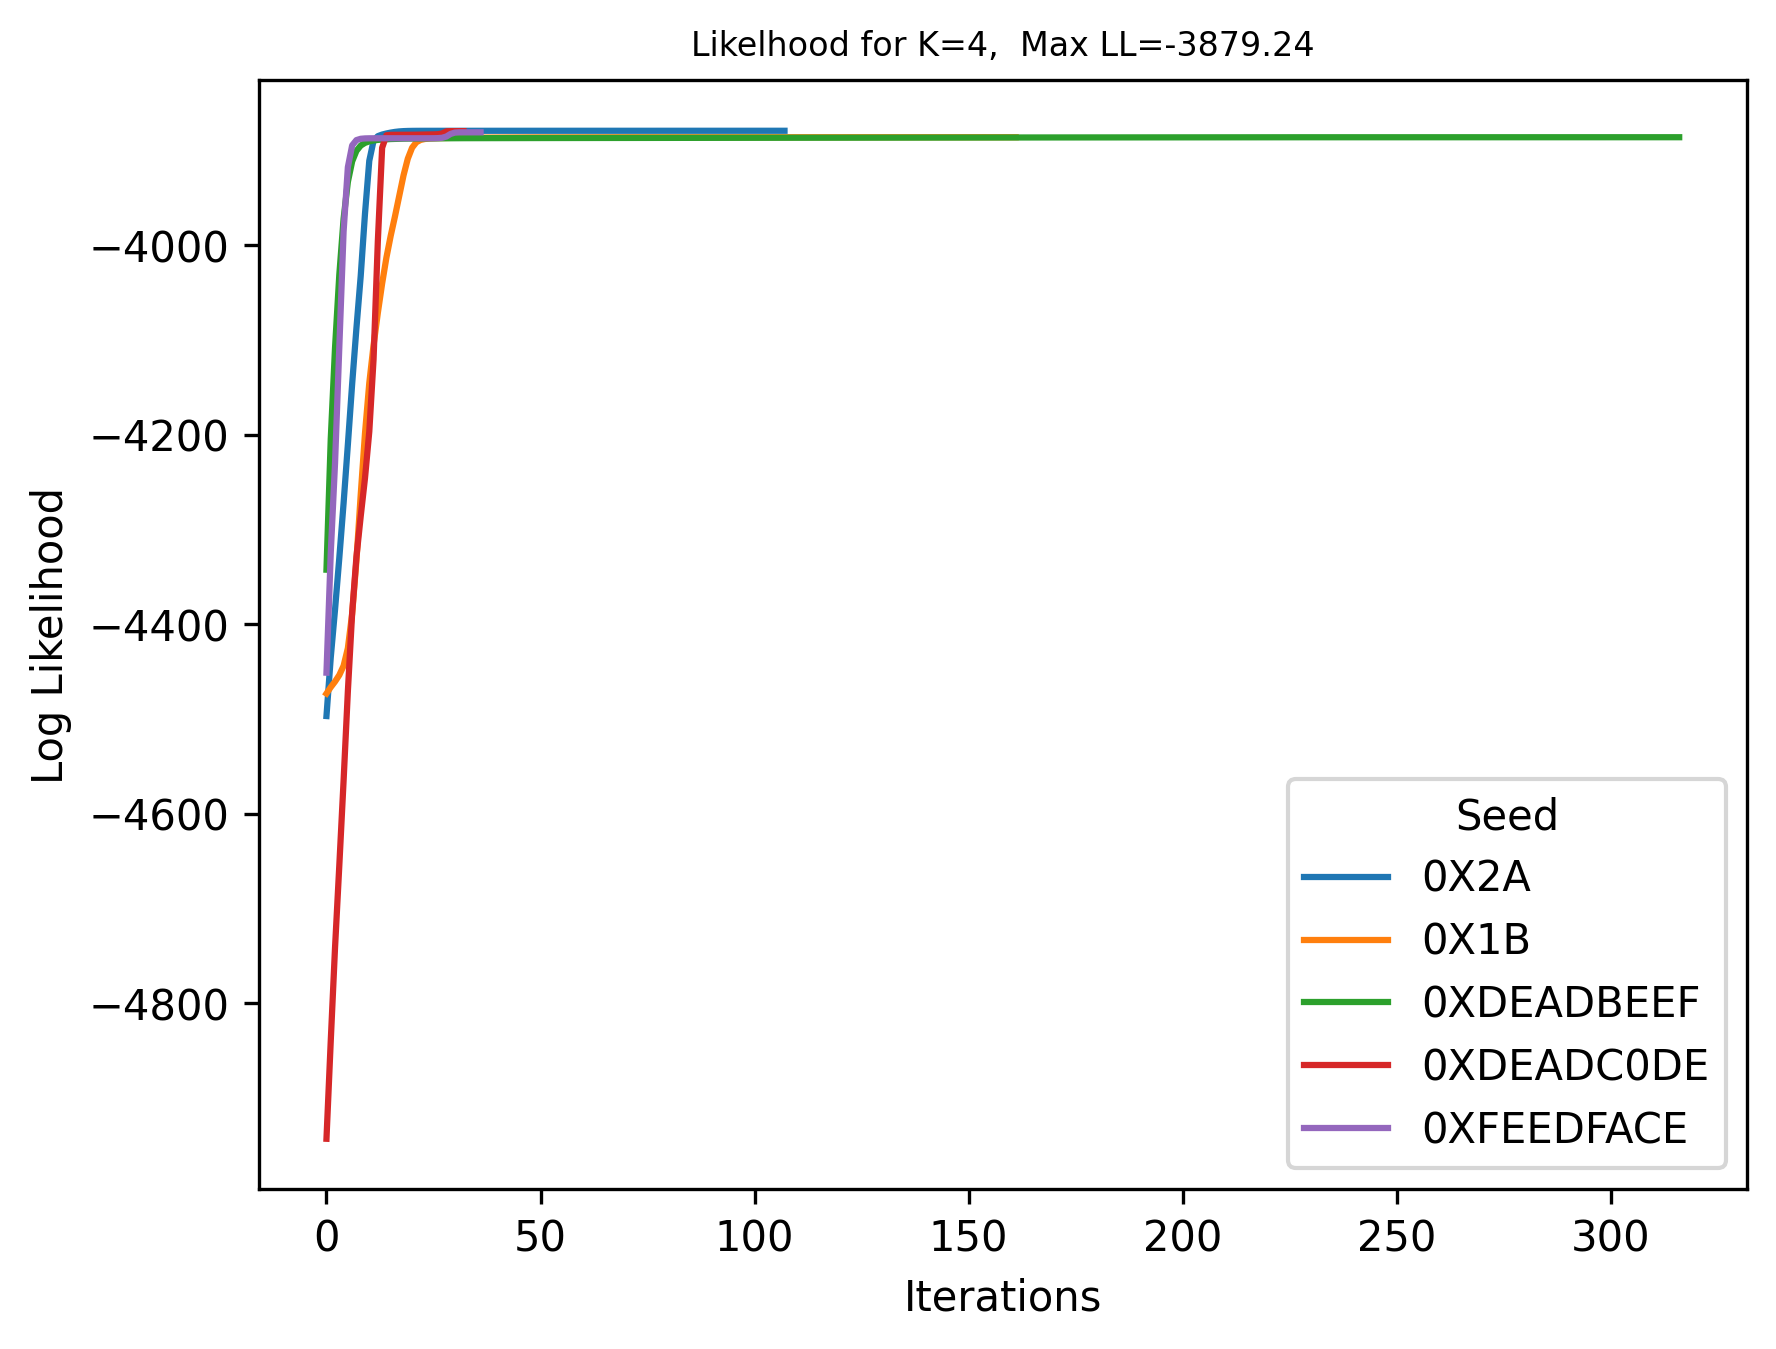 Likelhood for K=4,  Max LL=-3879.24
Log Likelihood
−4000
−4200
−4400
−4600
−4800
0 50 100 150 200 250 300
Iterations
Seed
0X2A
0X1B
0XDEADBEEF
0XDEADC0DE
0XFEEDFACE